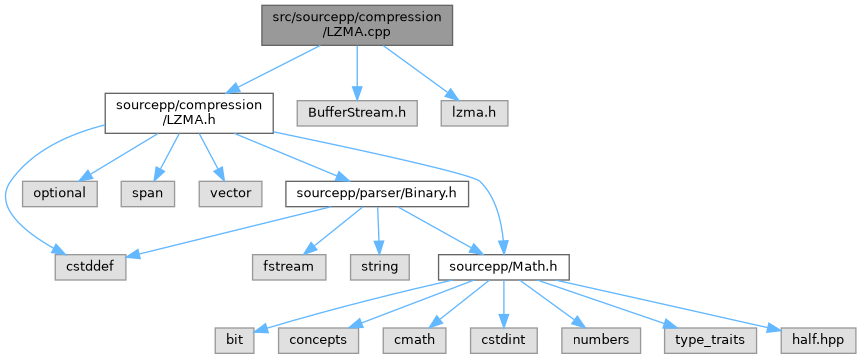 src/sourcepp/compression
/LZMA.cpp
sourcepp/compression
/LZMA.h
BufferStream.h
lzma.h
optional
span
vector
sourcepp/parser/Binary.h
cstddef
fstream
string
sourcepp/Math.h
bit
concepts
cmath
cstdint
numbers
type_traits
half.hpp